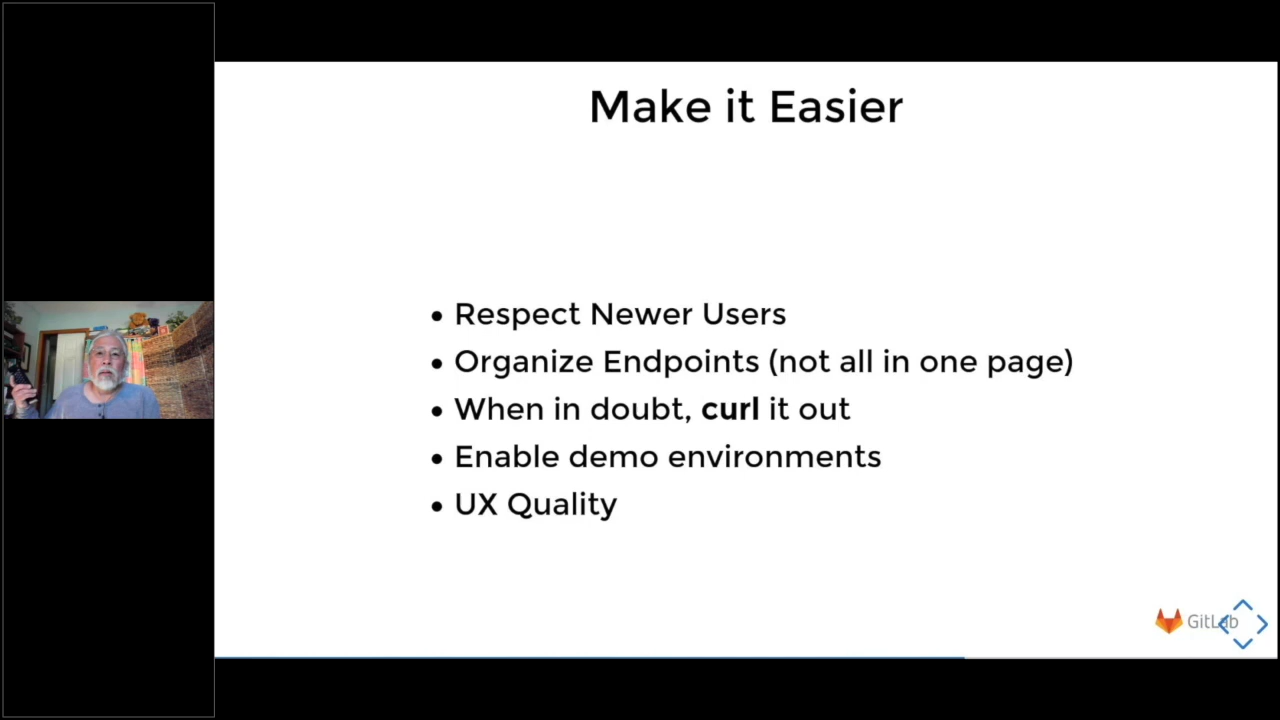 Make it Easier
• Respect Newer Users
• Organize Endpoints (not all in one page)
• When in doubt, curl it out
• Enable demo environments
• UX Quality
GitLab